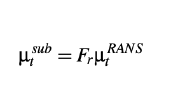 μ_t^{sub} = F_r μ_t^{RANS}